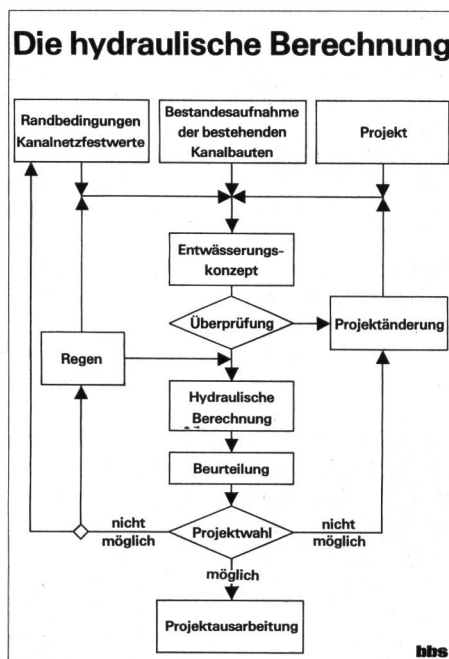 Die hydraulische Berechnung
Randbedingungen
Kanalnetzfestwerte
Bestandesaufnahme
der bestehenden
Kanalbauten
Projekt
Entwässerungs-
konzept
Überprüfung
Projektänderung
Regen
Hydraulische
Berechnung
Beurteilung
nicht
möglich
Projektwahl
nicht
möglich
möglich
Projektausarbeitung
bbs